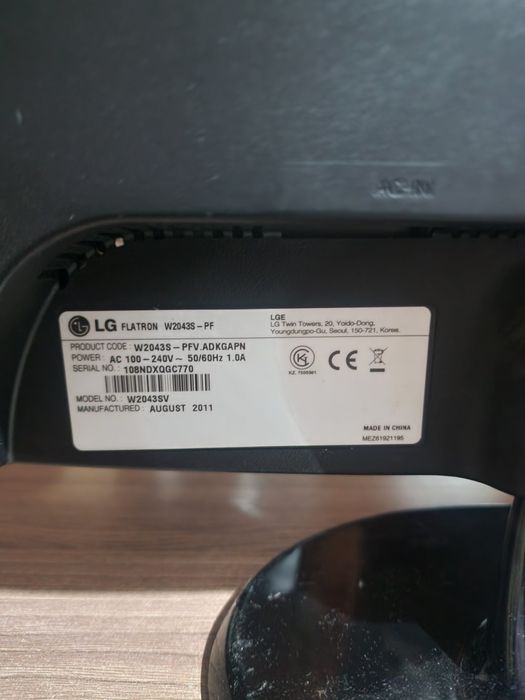 AC-IN
LG FLATRON W2043S-PF
PRODUCT CODE : W2043S-PFV.ADKGAPN
POWER : AC 100-240V~ 50/60Hz 1.0A
SERIAL NO. : 108NDXQGC770
MODEL NO. : W2043SV
MANUFACTURED : AUGUST 2011
LGE
LG Twin Towers, 20, Yoido-Dong,
Youngdungpo-Gu, Seoul, 150-721, Korea.
CE
MADE IN CHINA
MEZ61921195